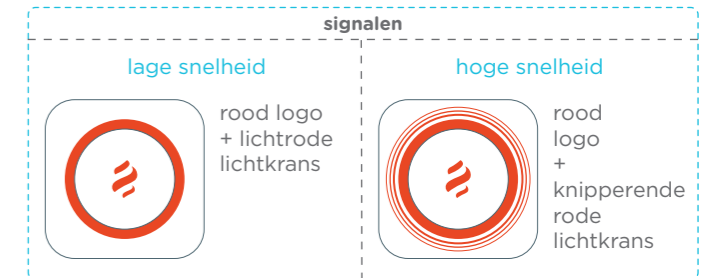 signalen
lage snelheid
rood logo
+ lichtrode
lichtkrans
hoge snelheid
rood
logo
+
knipperende
rode
lichtkrans